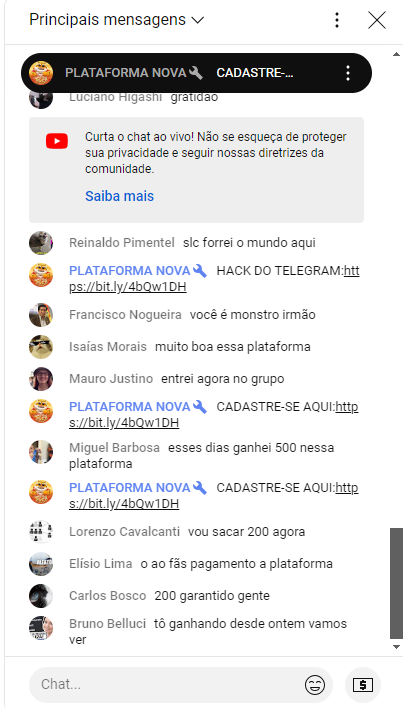 Principais mensagens
PLATAFORMA NOVA CADASTRE-...
Luciano Higashi gratidão
Curta o chat ao vivo! Não se esqueça de proteger
sua privacidade e seguir nossas diretrizes da
comunidade.
Saiba mais
Reinaldo Pimentel slc forrei o mundo aqui
PLATAFORMA NOVA HACK DO TELEGRAM:htt
ps://bit.ly/4bQw1DH
Francisco Nogueira você é monstro irmão
Isaías Morais muito boa essa plataforma
Mauro Justino entrei agora no grupo
PLATAFORMA NOVA CADASTRE-SE AQUI:http
s://bit.ly/4bQw1DH
Miguel Barbosa esses dias ganhei 500 nessa
plataforma
PLATAFORMA NOVA CADASTRE-SE AQUI:http
s://bit.ly/4bQw1DH
Lorenzo Cavalcanti vou sacar 200 agora
Elísio Lima o ao fãs pagamento a plataforma
Carlos Bosco 200 garantido gente
Bruno Belluci tô ganhando desde ontem vamos
ver
Chat...